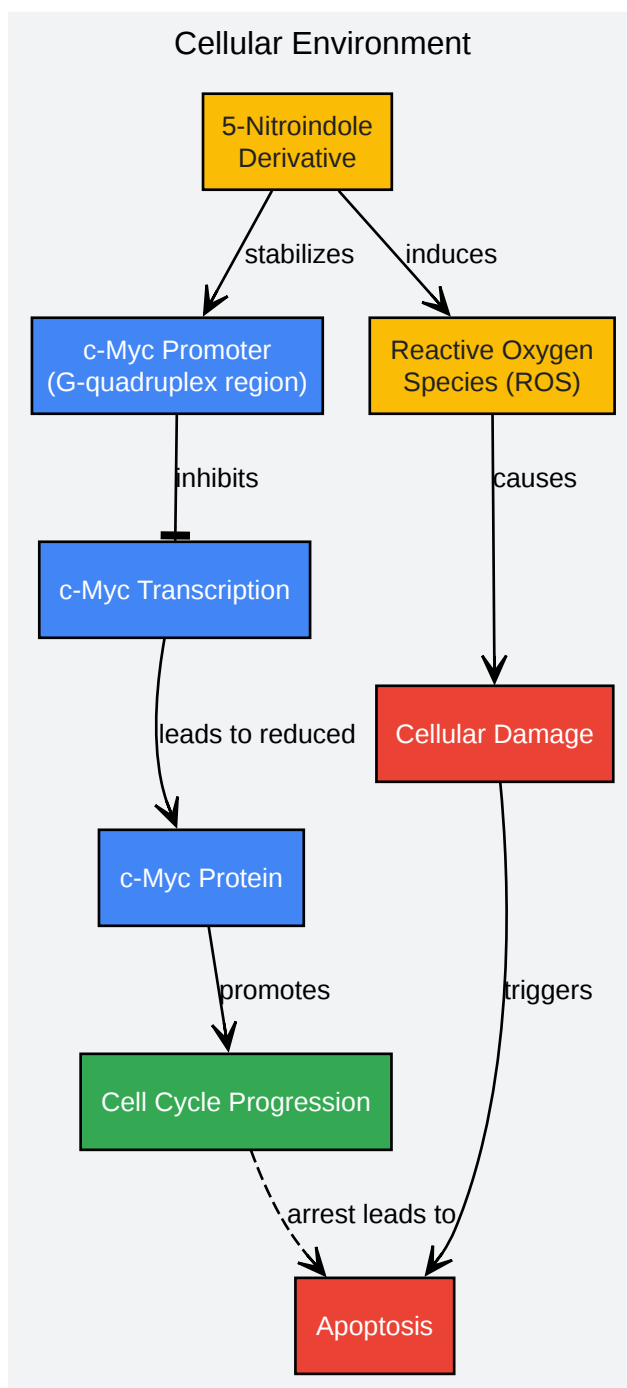 Cellular Environment
5-Nitroindole
Derivative
stabilizes
induces
c-Myc Promoter
(G-quadruplex region)
Reactive Oxygen
Species (ROS)
inhibits
causes
c-Myc Transcription
leads to reduced
Cellular Damage
c-Myc Protein
promotes
triggers
Cell Cycle Progression
arrest leads to
Apoptosis